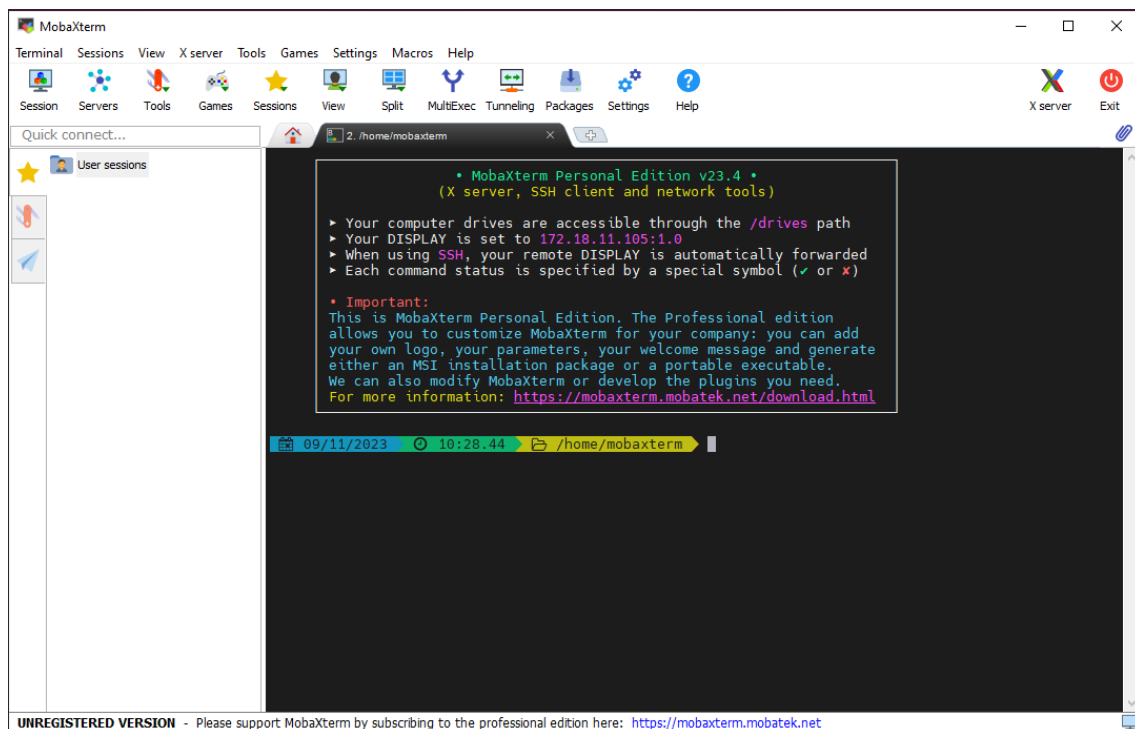 MobaXterm
Terminal Sessions View X server Tools Games Settings Macros Help
Session Servers Tools Games Sessions View Split MultiExec Tunneling Packages Settings Help X server Exit
Quick connect...
2. /home/mobaxterm
User sessions
• MobaXterm Personal Edition v23.4 •
(X server, SSH client and network tools)
➤ Your computer drives are accessible through the /drives path
➤ Your DISPLAY is set to 172.18.11.105:1.0
➤ When using SSH, your remote DISPLAY is automatically forwarded
➤ Each command status is specified by a special symbol (✔ or ✘)
• Important:
This is MobaXterm Personal Edition. The Professional edition
allows you to customize MobaXterm for your company: you can add
your own logo, your parameters, your welcome message and generate
either an MSI installation package or a portable executable.
We can also modify MobaXterm or develop the plugins you need.
For more information: https://mobaxterm.mobatek.net/download.html
09/11/2023 10:28.44 /home/mobaxterm
UNREGISTERED VERSION - Please support MobaXterm by subscribing to the professional edition here: https://mobaxterm.mobatek.net